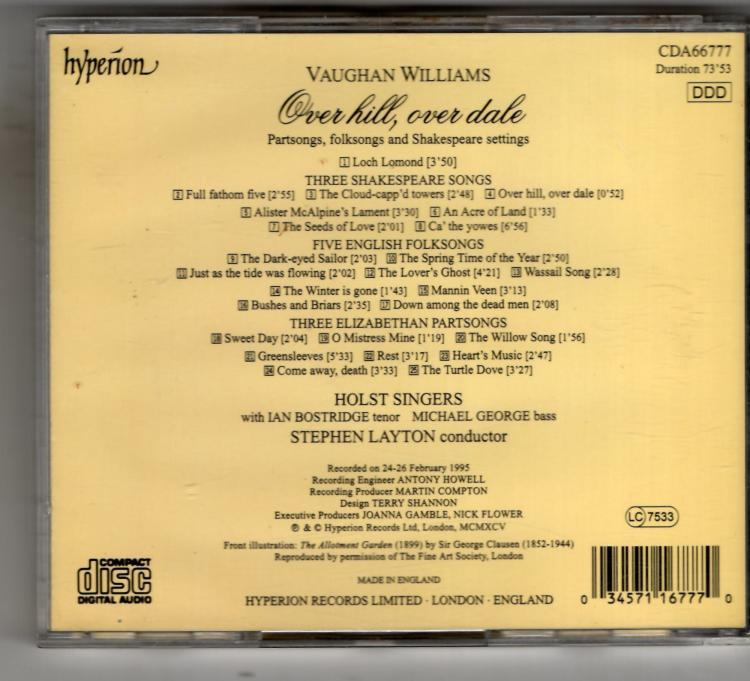 hyperion
CDA66777
Duration 73'53
DDD
VAUGHAN WILLIAMS
Over hill, over dale
Partsongs, folksongs and Shakespeare settings
1 Loch Lomond [3'50]
THREE SHAKESPEARE SONGS
2 Full fathom five [2'55] 3 The Cloud-capp'd towers [2'48] 4 Over hill, over dale [0'52]
5 Alister McAlpine's Lament [3'30] 6 An Acre of Land [1'33]
7 The Seeds of Love [2'01] 8 Ca' the yowes [6'56]
FIVE ENGLISH FOLKSONGS
9 The Dark-eyed Sailor [2'03] 10 The Spring Time of the Year [2'50]
11 Just as the tide was flowing [2'02] 12 The Lover's Ghost [4'21] 13 Wassail Song [2'28]
14 The Winter is gone [1'43] 15 Mannin Veen [3'13]
16 Bushes and Briars [2'35] 17 Down among the dead men [2'08]
THREE ELIZABETHAN PARTSONGS
18 Sweet Day [2'04] 19 O Mistress Mine [1'19] 20 The Willow Song [1'56]
21 Greensleeves [5'33] 22 Rest [3'17] 23 Heart's Music [2'47]
24 Come away, death [3'33] 25 The Turtle Dove [3'27]
HOLST SINGERS
with IAN BOSTRIDGE tenor MICHAEL GEORGE bass
STEPHEN LAYTON conductor
Recorded on 24-26 February 1995
Recording Engineer ANTONY HOWELL
Recording Producer MARTIN COMPTON
Design TERRY SHANNON
Executive Producers JOANNA GAMBLE, NICK FLOWER
℗ & © Hyperion Records Ltd, London, MCMXCV
LC 7533
Front illustration: The Allotment Garden (1899) by Sir George Clausen (1852-1944)
Reproduced by permission of The Fine Art Society, London
MADE IN ENGLAND
HYPERION RECORDS LIMITED · LONDON · ENGLAND
COMPACT
disc
DIGITAL AUDIO
0 34571 16777 0